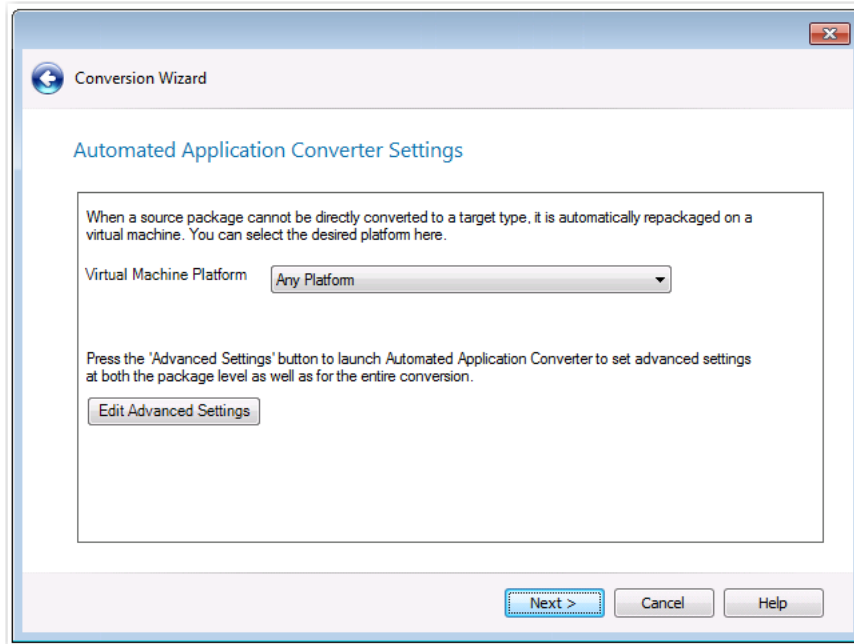 Conversion Wizard
Automated Application Converter Settings
When a source package cannot be directly converted to a target type, it is automatically repackaged on a
virtual machine. You can select the desired platform here.
Virtual Machine Platform
Any Platform
Press the 'Advanced Settings' button to launch Automated Application Converter to set advanced settings
at both the package level as well as for the entire conversion.
Edit Advanced Settings
Next >
Cancel
Help